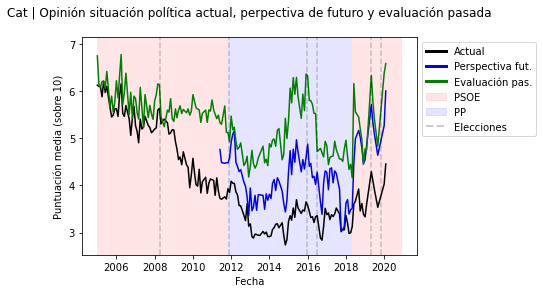 Cat | Opinión situación política actual, perpectiva de futuro y evaluación pasada
Puntuación media (sobre 10)
7
6
5
4
3
2006
2008
2010
2012
2014
2016
2018
2020
Fecha
Actual
Perspectiva fut.
Evaluación pas.
PSOE
PP
Elecciones